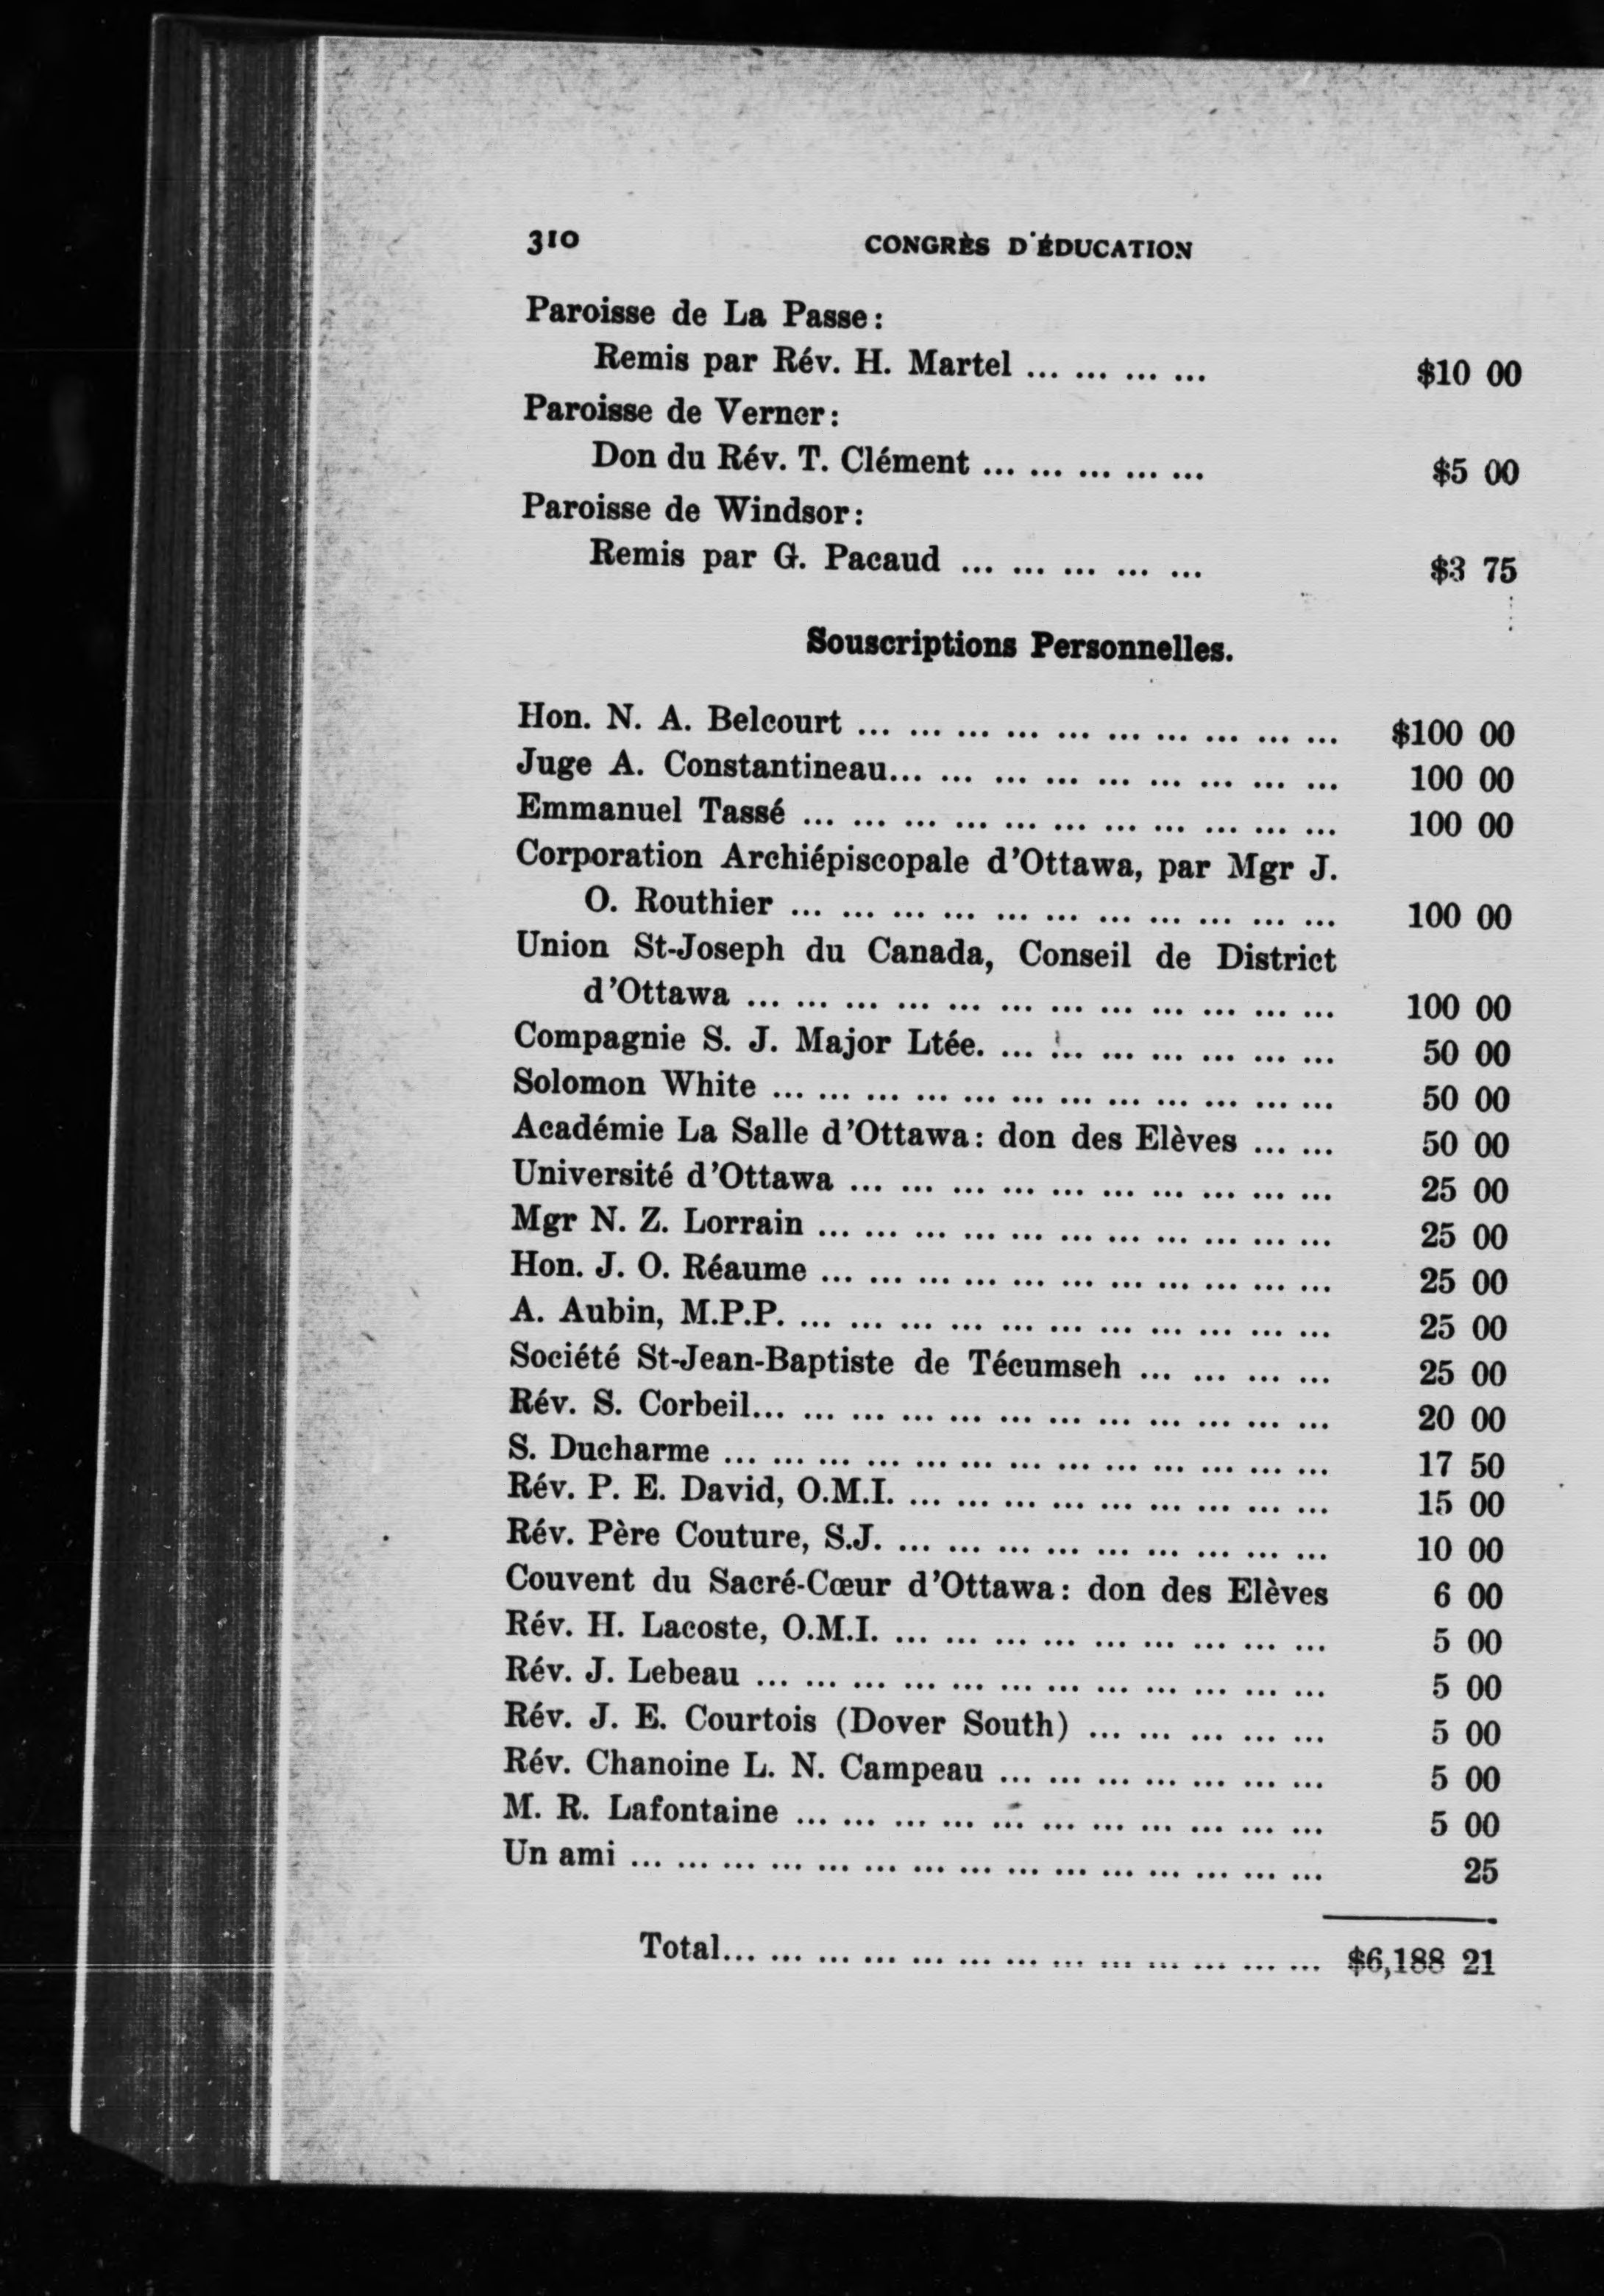 310 CONGRÈS D'ÉDUCATION
Paroisse de La Passe:
Remis par Rév. H. Martel ... ... ... ... $10 00
Paroisse de Verner:
Don du Rév. T. Clément ... ... ... ... ... $5 00
Paroisse de Windsor:
Remis par G. Pacaud ... ... ... ... ... $3 75
Souscriptions Personnelles.
Hon. N. A. Belcourt ... ... ... ... ... ... ... ... ... ... $100 00
Juge A. Constantineau... ... ... ... ... ... ... ... ... 100 00
Emmanuel Tassé ... ... ... ... ... ... ... ... ... ... ... 100 00
Corporation Archiépiscopale d'Ottawa, par Mgr J.
O. Routhier ... ... ... ... ... ... ... ... ... ... ... 100 00
Union St-Joseph du Canada, Conseil de District
d'Ottawa ... ... ... ... ... ... ... ... ... ... ... ... 100 00
Compagnie S. J. Major Ltée. ... ... ... ... ... ... ... 50 00
Solomon White ... ... ... ... ... ... ... ... ... ... ... ... 50 00
Académie La Salle d'Ottawa: don des Elèves ... ... 50 00
Université d'Ottawa ... ... ... ... ... ... ... ... ... ... 25 00
Mgr N. Z. Lorrain ... ... ... ... ... ... ... ... ... ... ... 25 00
Hon. J. O. Réaume ... ... ... ... ... ... ... ... ... ... ... 25 00
A. Aubin, M.P.P. ... ... ... ... ... ... ... ... ... ... ... 25 00
Société St-Jean-Baptiste de Técumseh ... ... ... ... 25 00
Rév. S. Corbeil... ... ... ... ... ... ... ... ... ... ... ... 20 00
S. Ducharme ... ... ... ... ... ... ... ... ... ... ... ... ... 17 50
Rév. P. E. David, O.M.I. ... ... ... ... ... ... ... ... ... 15 00
Rév. Père Couture, S.J. ... ... ... ... ... ... ... ... ... 10 00
Couvent du Sacré-Cœur d'Ottawa: don des Elèves 6 00
Rév. H. Lacoste, O.M.I. ... ... ... ... ... ... ... ... ... 5 00
Rév. J. Lebeau ... ... ... ... ... ... ... ... ... ... ... ... 5 00
Rév. J. E. Courtois (Dover South) ... ... ... ... ... 5 00
Rév. Chanoine L. N. Campeau ... ... ... ... ... ... ... 5 00
M. R. Lafontaine ... ... ... ... ... ... ... ... ... ... ... 5 00
Un ami ... ... ... ... ... ... ... ... ... ... ... ... ... ... ... 25
Total... ... ... ... ... ... ... ... ... ... ... ... ... $6,188 21